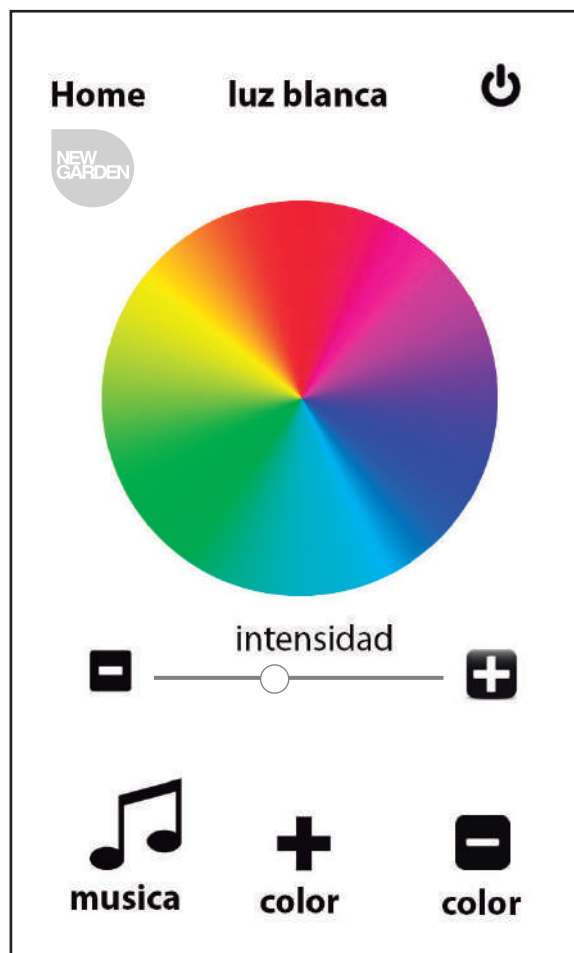 Home luz blanca
NEW
GARDEN
intensidad
musica
color
color